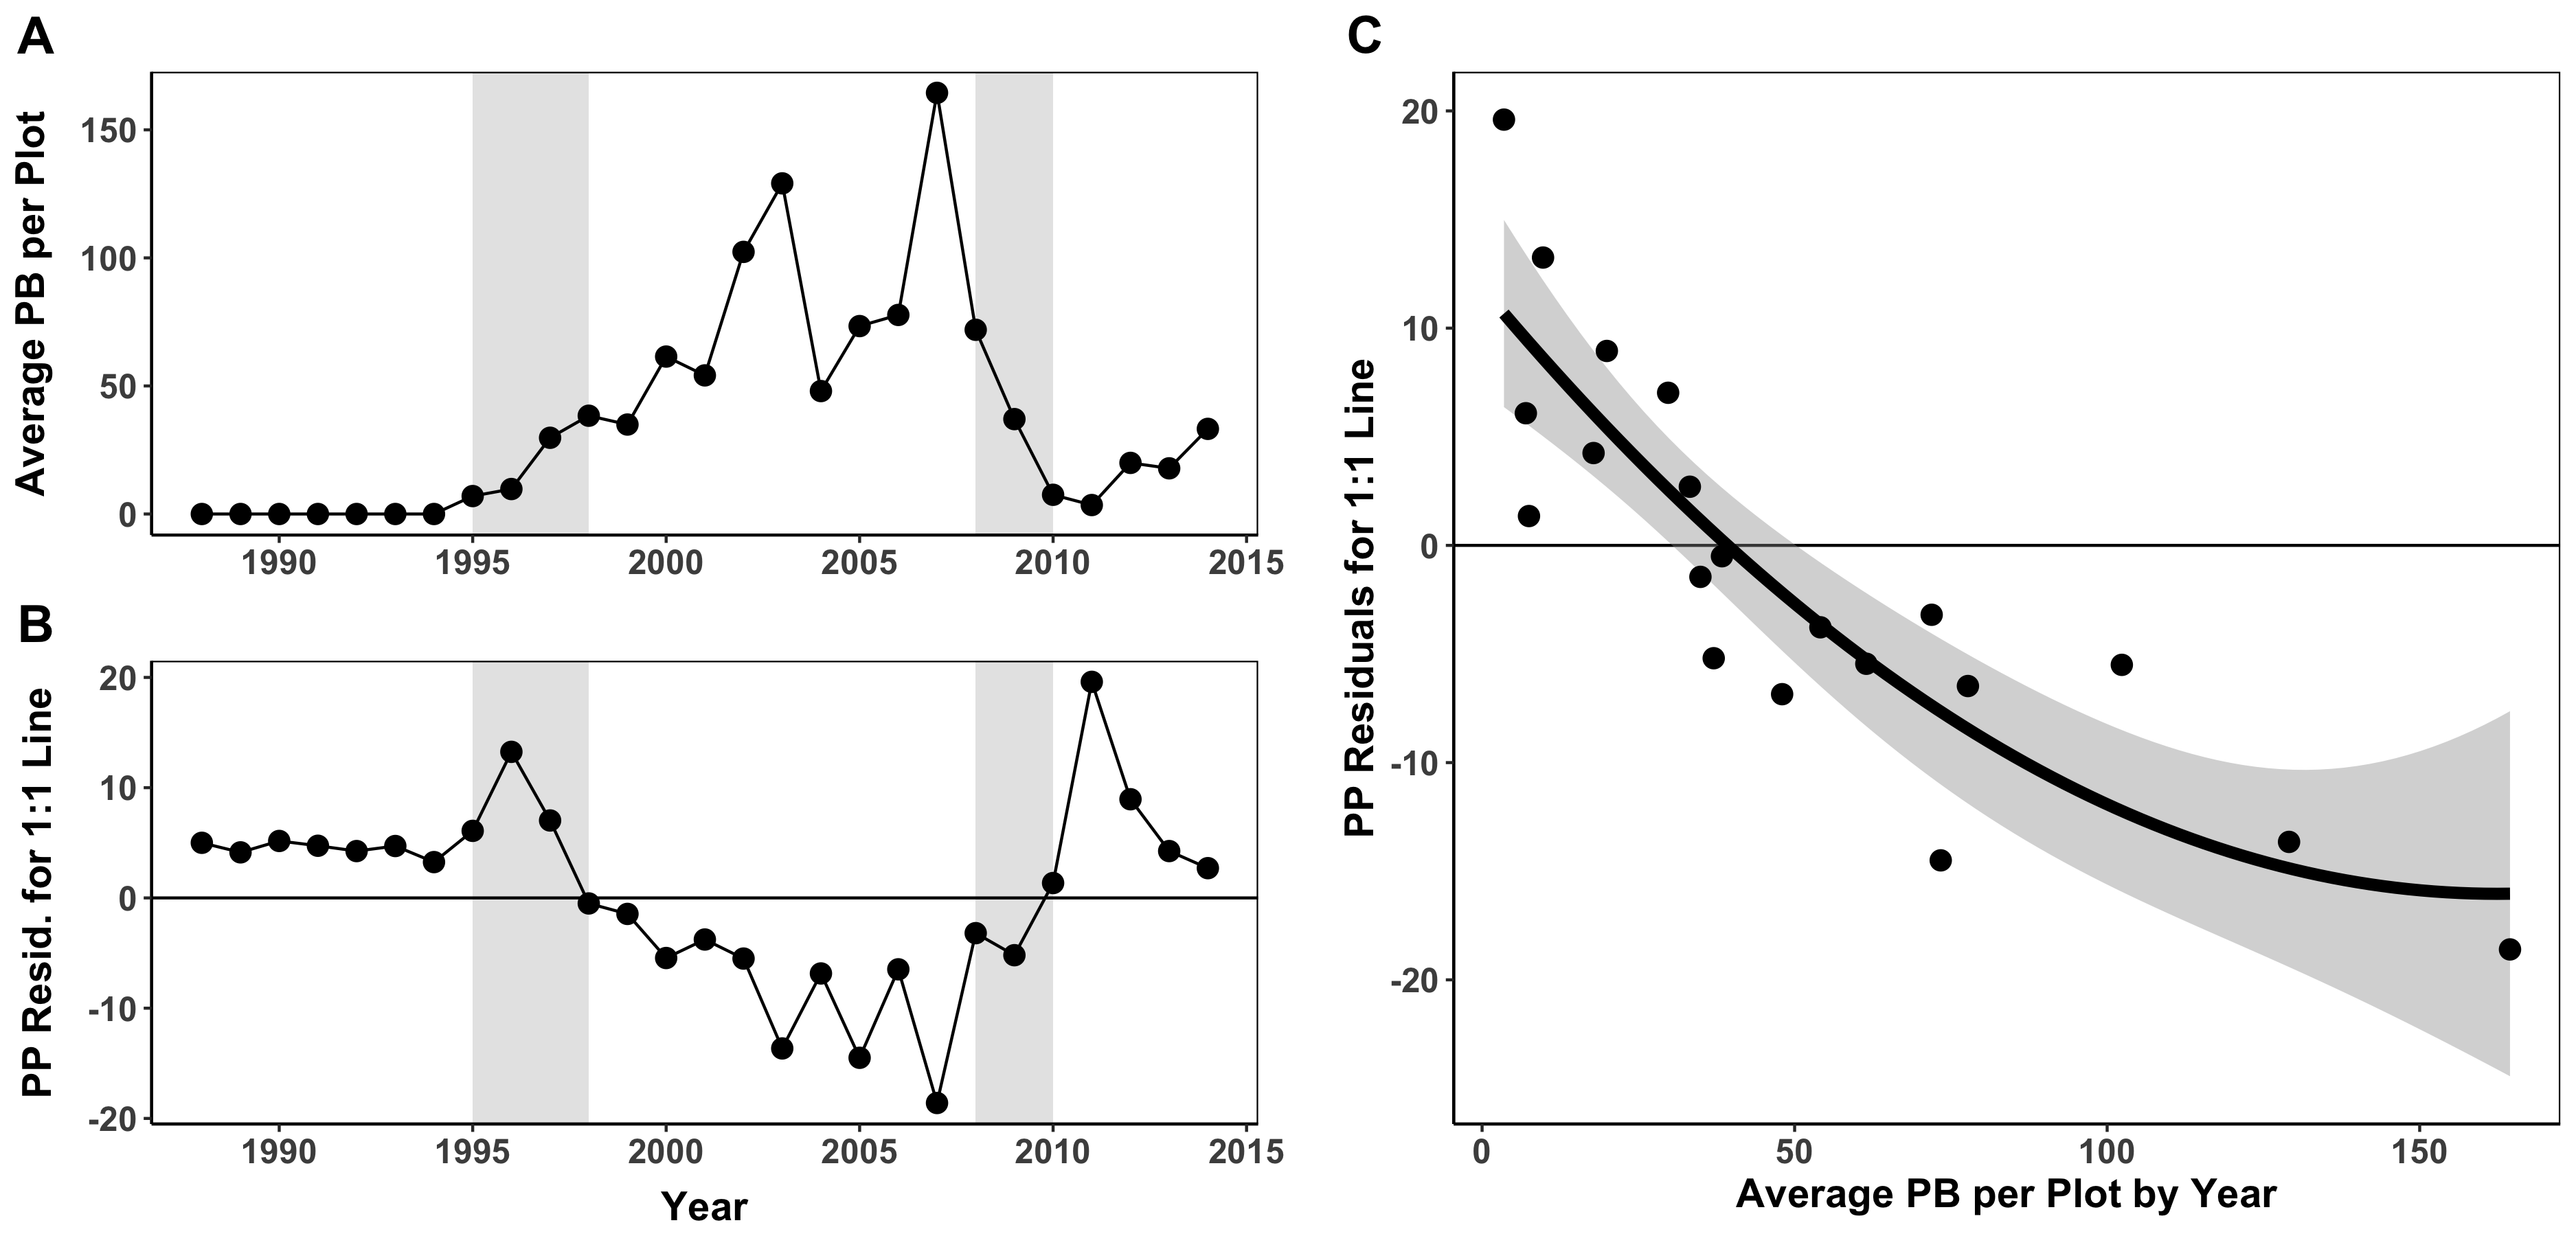 A
Average PB per Plot
150
100
50
0
1990 1995 2000 2005 2010 2015
B
PP Resid. for 1:1 Line
20
10
0
-10
-20
1990 1995 2000 2005 2010 2015
Year
C
PP Residuals for 1:1 Line
20
10
0
-10
-20
0 50 100 150
Average PB per Plot by Year